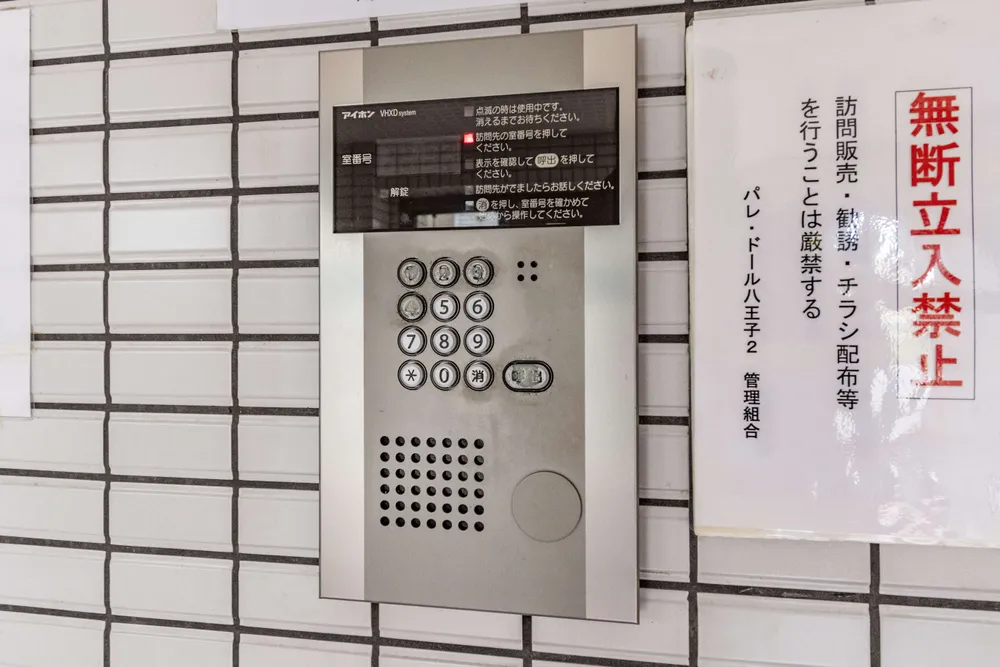 アイホン VHXD system
室番号
解錠
点滅の時は使用中です。
消えるまでお待ちください。
訪問先の室番号を押して
ください。
表示を確認して 呼出 を押して
ください。
訪問先がでましたらお話しください。
消 を押し、室番号を確かめて
から操作してください。
5 6
7 8 9
* 0 消
無断立入禁止
訪問販売・勧誘・チラシ配布等
を行うことは厳禁する
パレ・ドール八王子2 管理組合